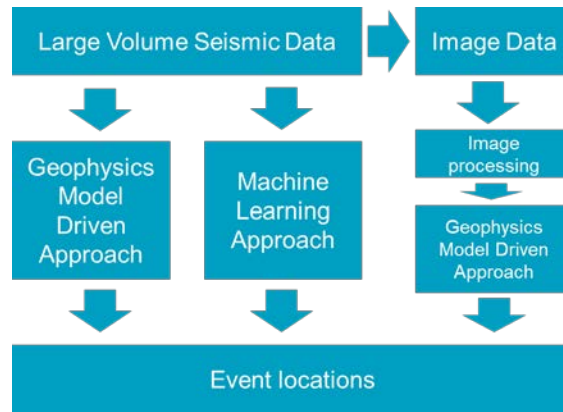 Large Volume Seismic Data
Image Data
Geophysics
Model
Driven
Approach
Machine
Learning
Approach
Image
processing
Geophysics
Model Driven
Approach
Event locations